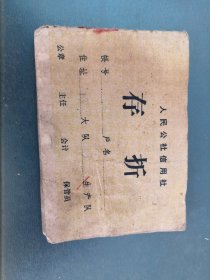 人民公社信用社
存折
帐号 户名
住址 大队 生产队
公章 主任 会计 保管员